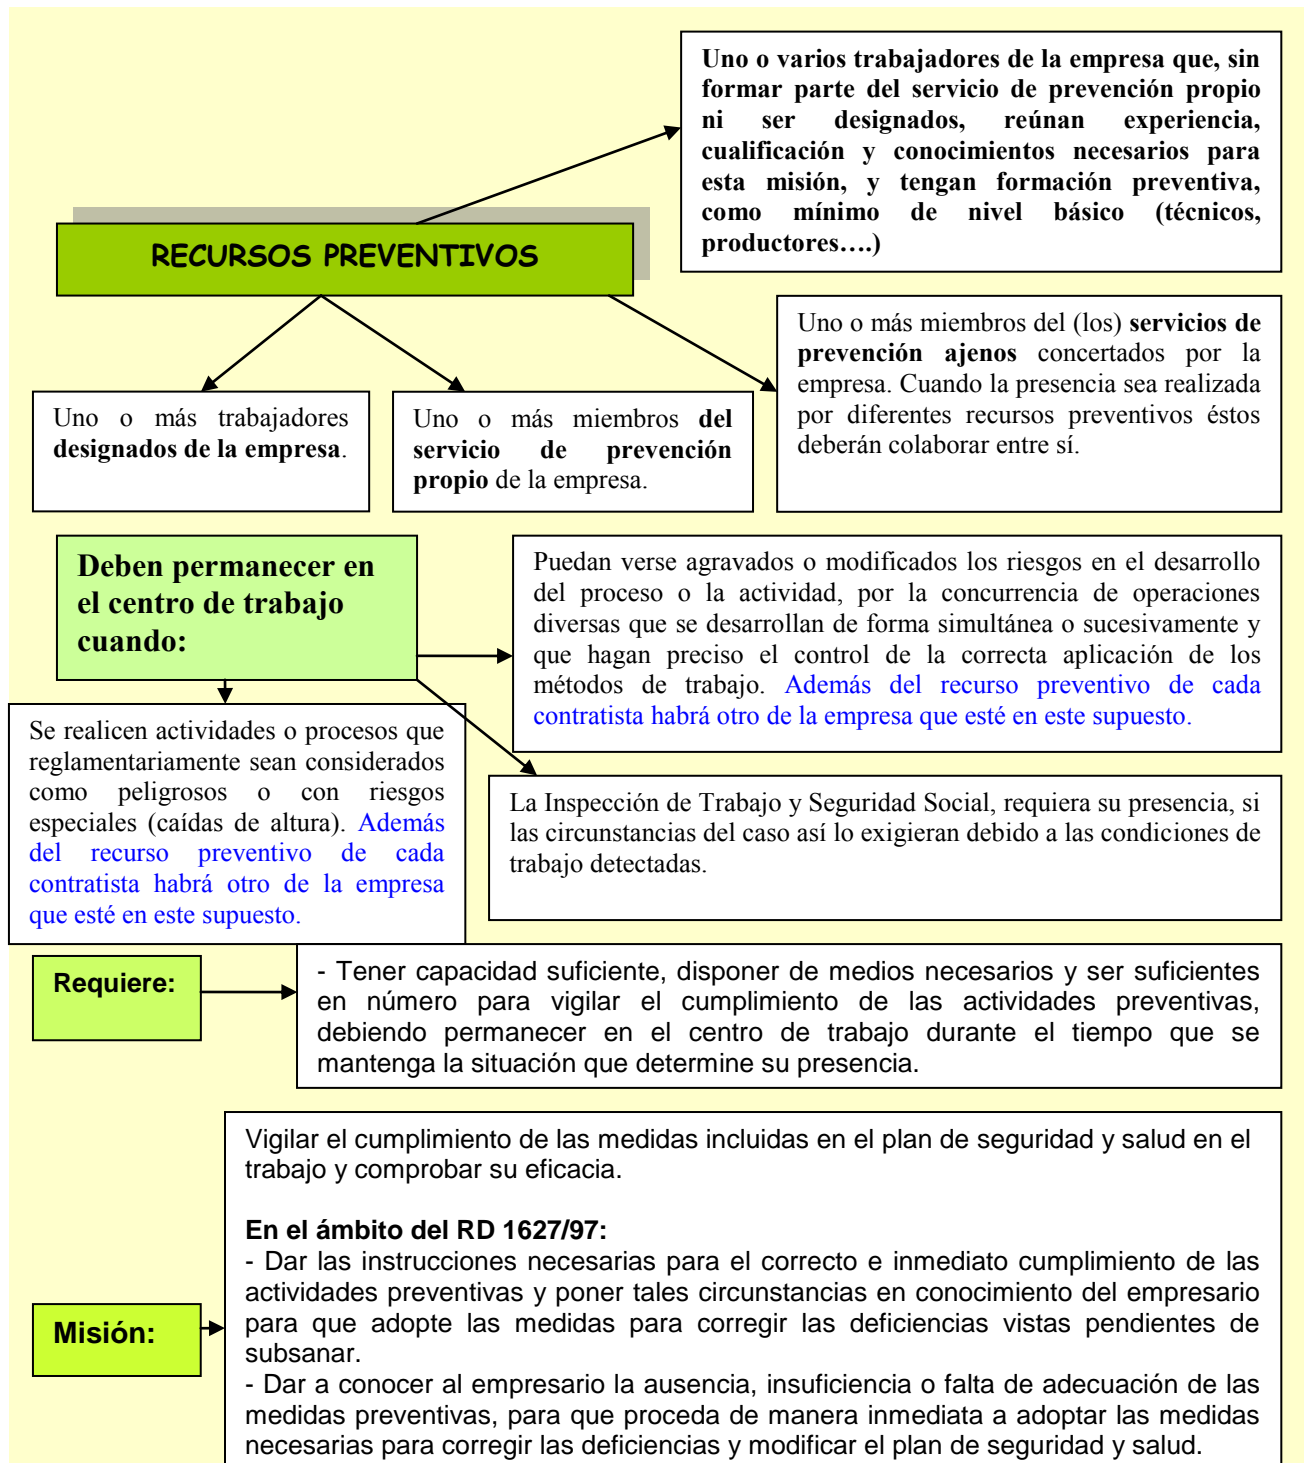 Uno o varios trabajadores de la empresa que, sin
formar parte del servicio de prevención propio
ni ser designados, reúnan experiencia,
cualificación y conocimientos necesarios para
esta misión, y tengan formación preventiva,
como mínimo de nivel básico (técnicos,
productores….)
RECURSOS PREVENTIVOS
Uno o más trabajadores
designados de la empresa.
Uno o más miembros del
servicio de prevención
propio de la empresa.
Uno o más miembros del (los) servicios de
prevención ajenos concertados por la
empresa. Cuando la presencia sea realizada
por diferentes recursos preventivos éstos
deberán colaborar entre sí.
Deben permanecer en
el centro de trabajo
cuando:
Puedan verse agravados o modificados los riesgos en el desarrollo
del proceso o la actividad, por la concurrencia de operaciones
diversas que se desarrollan de forma simultánea o sucesivamente y
que hagan preciso el control de la correcta aplicación de los
métodos de trabajo. Además del recurso preventivo de cada
contratista habrá otro de la empresa que esté en este supuesto.
Se realicen actividades o procesos que
reglamentariamente sean considerados
como peligrosos o con riesgos
especiales (caídas de altura). Además
del recurso preventivo de cada
contratista habrá otro de la empresa
que esté en este supuesto.
La Inspección de Trabajo y Seguridad Social, requiera su presencia, si
las circunstancias del caso así lo exigieran debido a las condiciones de
trabajo detectadas.
Requiere:
- Tener capacidad suficiente, disponer de medios necesarios y ser suficientes
en número para vigilar el cumplimiento de las actividades preventivas,
debiendo permanecer en el centro de trabajo durante el tiempo que se
mantenga la situación que determine su presencia.
Misión:
Vigilar el cumplimiento de las medidas incluidas en el plan de seguridad y salud en el
trabajo y comprobar su eficacia.
En el ámbito del RD 1627/97:
- Dar las instrucciones necesarias para el correcto e inmediato cumplimiento de las
actividades preventivas y poner tales circunstancias en conocimiento del empresario
para que adopte las medidas para corregir las deficiencias vistas pendientes de
subsanar.
- Dar a conocer al empresario la ausencia, insuficiencia o falta de adecuación de las
medidas preventivas, para que proceda de manera inmediata a adoptar las medidas
necesarias para corregir las deficiencias y modificar el plan de seguridad y salud.